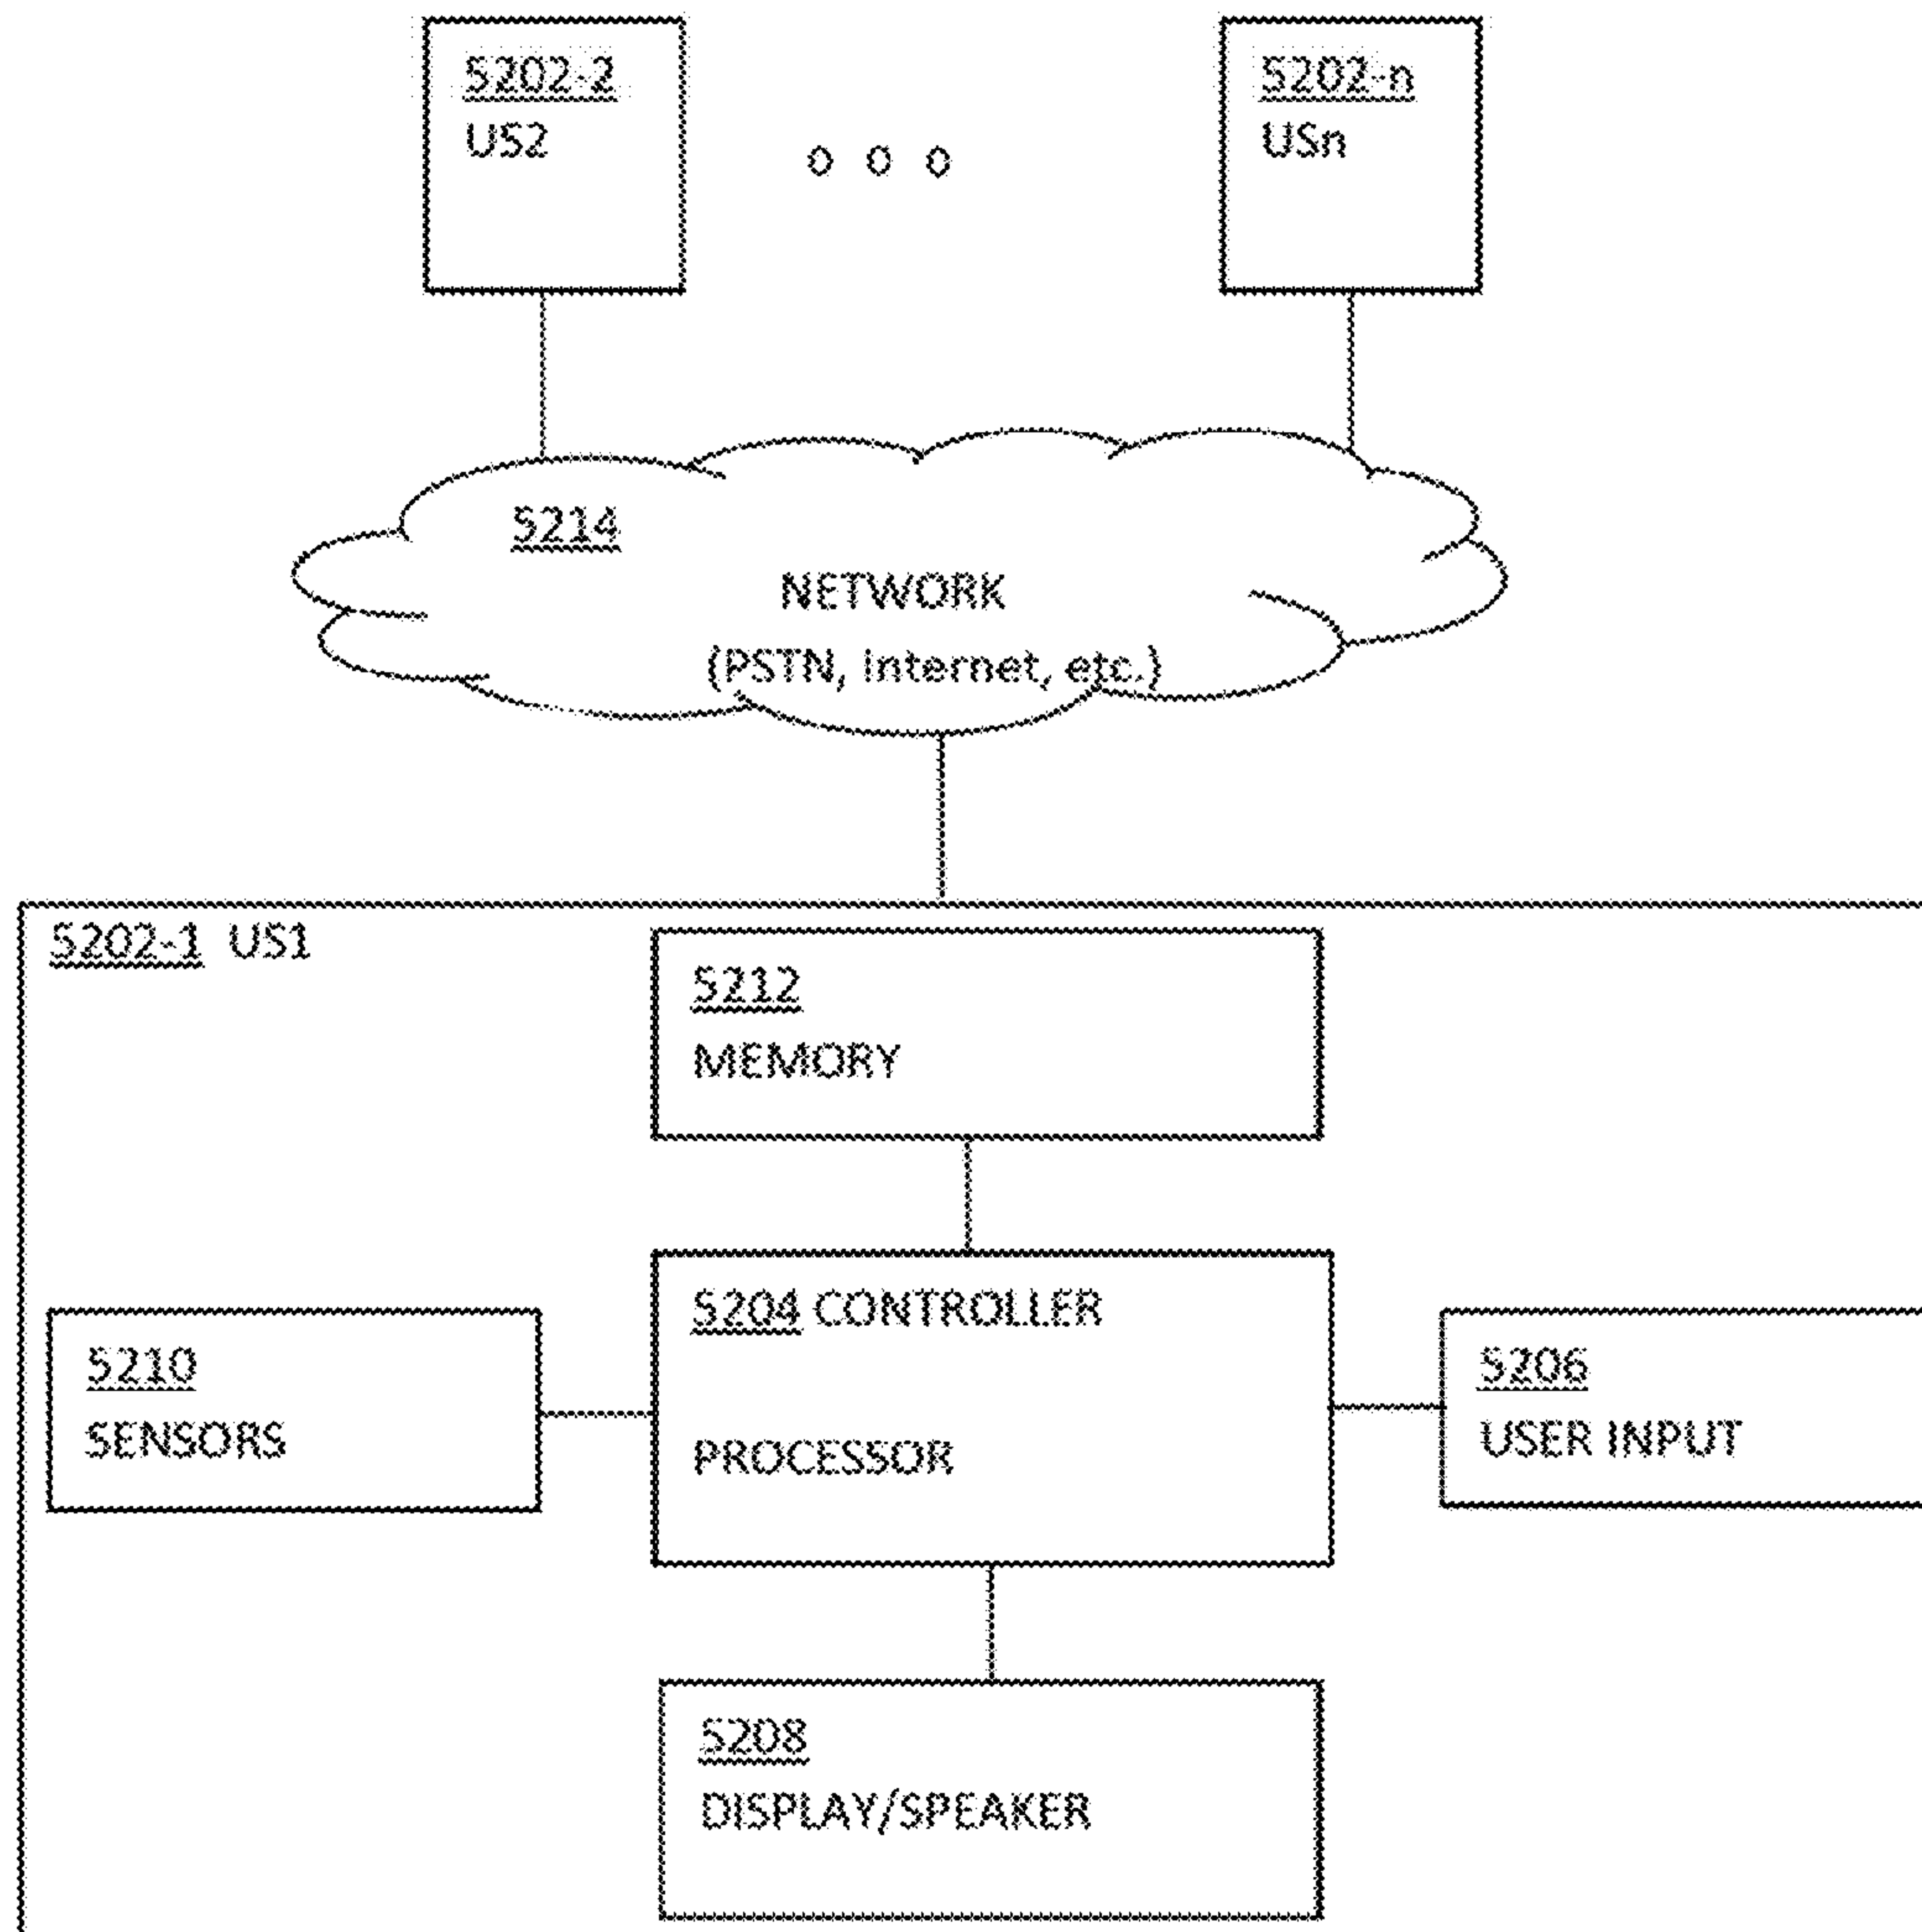 5202-2
US2
5202-n
USn
o o o
5214
NETWORK
(PSTN, Internet, etc.)
5202-1 US1
5212
MEMORY
5204 CONTROLLER
PROCESSOR
5210
SENSORS
5206
USER INPUT
5208
DISPLAY/SPEAKER